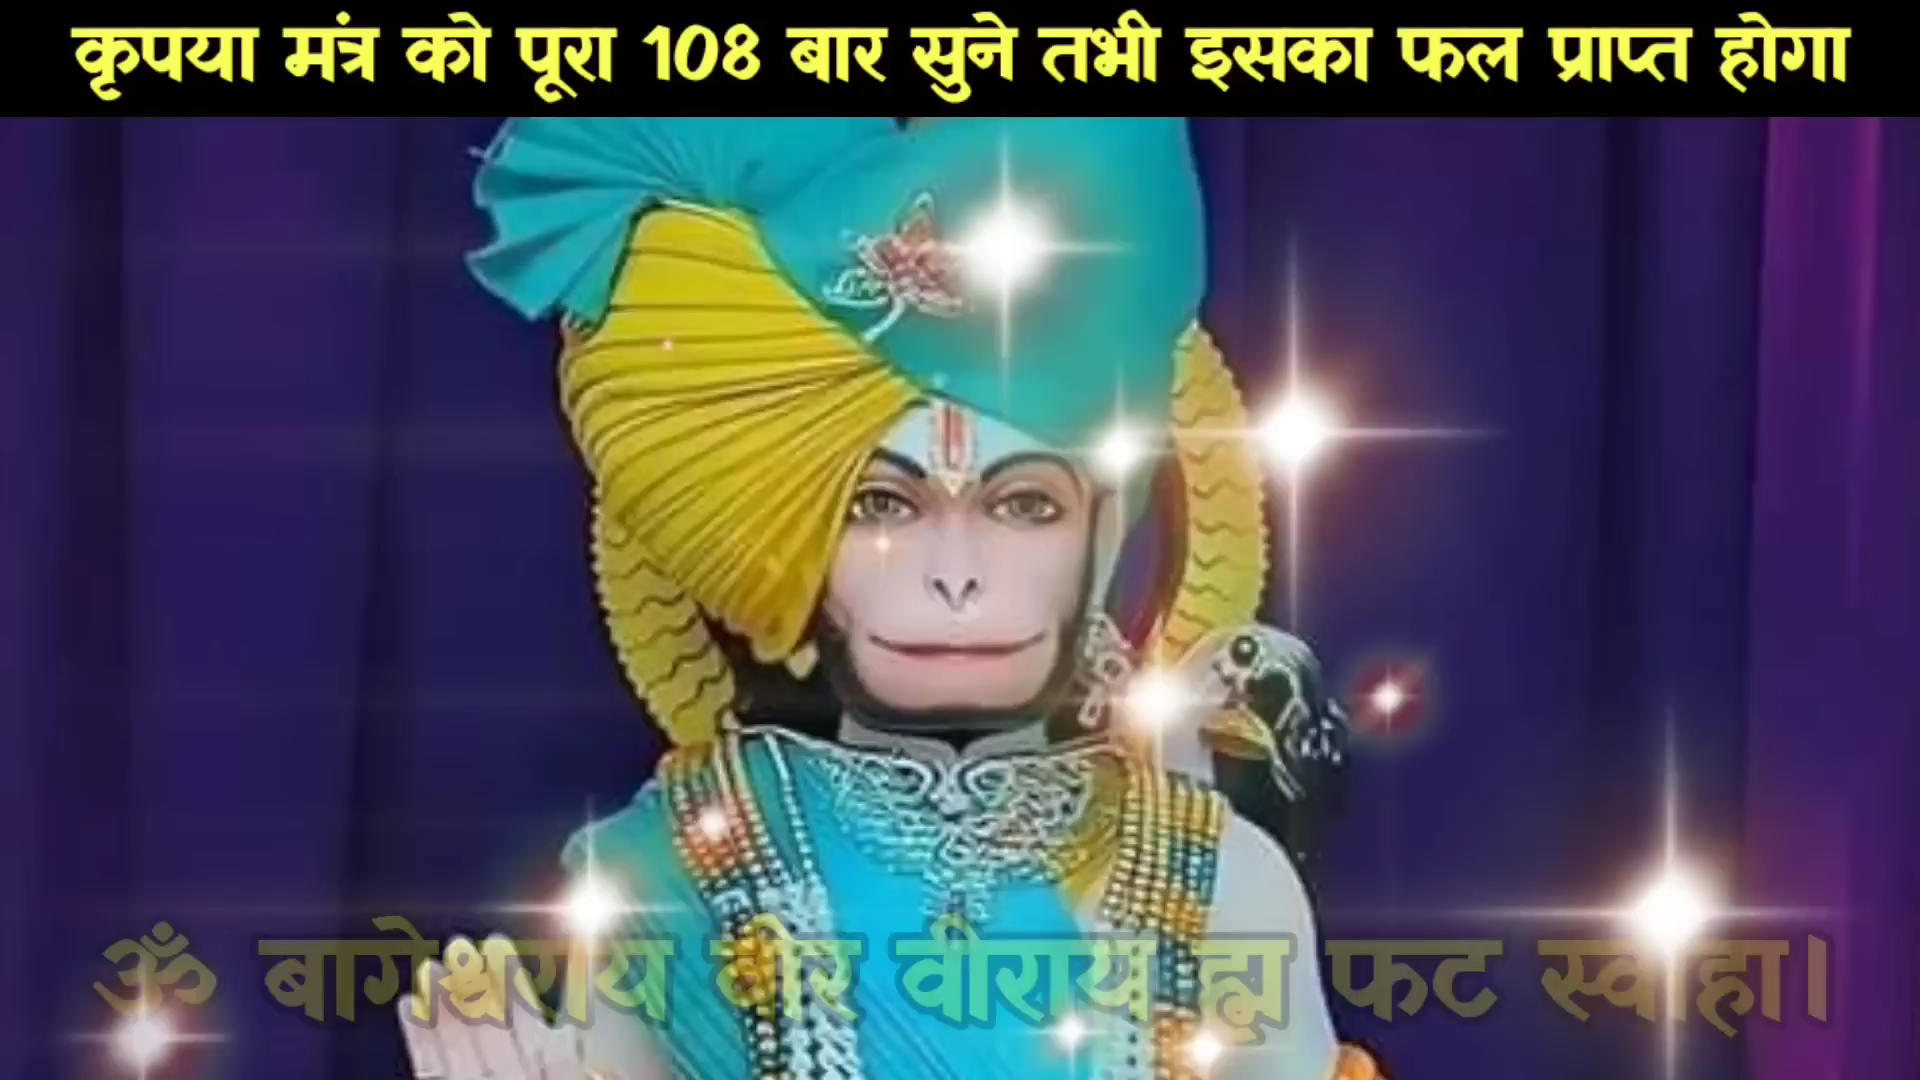 कृपया मंत्र को पूरा 108 बार सुने तभी इसका फल प्राप्त होगा
ॐ बागेश्वराय वीर वीराय ह्म फट स्वाहा।